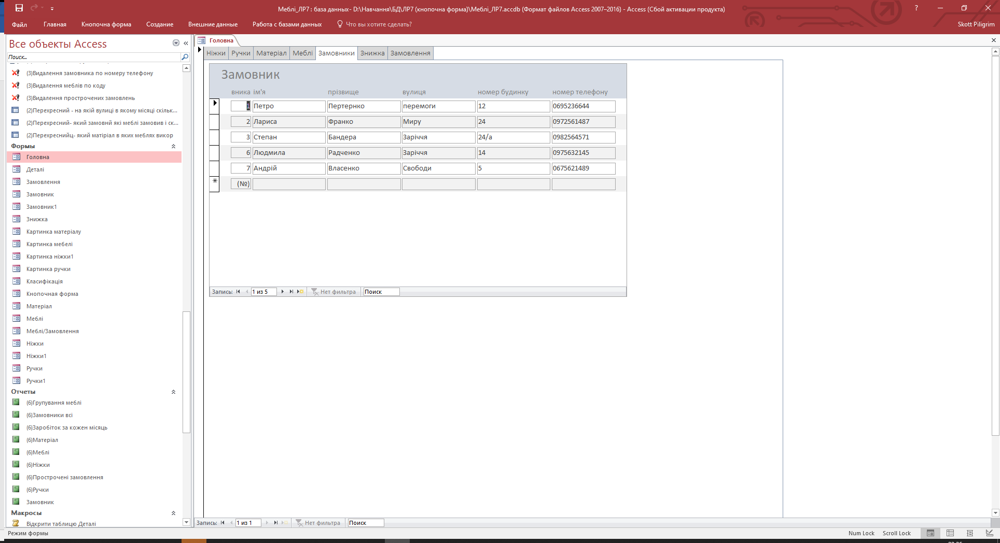 Меблі_ЛР7 : база данных- D:\Навчання\БД\ЛР7 (кнопочна форма)\Меблі_ЛР7.accdb (Формат файлов Access 2007–2016) - Access (Сбой активации продукта)
?
Файл Главная Кнопочна форма Создание Внешние данные Работа с базами данных Что вы хотите сделать? Skott Piligrim
Все объекты Access
Поиск...
(3)Видалення замовника по номеру телефону
(3)Видалення меблів по коду
(3)Видалення прострочених замовлень
(2)Перехресний - на якій вулиці в якому місяці скільк...
(2)Перехресний- який замовнй які меблі замовив і ск...
(2)Перехреснийц- який матіріал в яких меблях викор
Формы
Головна
Деталі
Замовлення
Замовник
Замовник1
Знижка
Картинка матеріалу
Картинка мебелі
Картинка ніжки1
Картинка ручки
Класифікація
Кнопочная форма
Матеріал
Меблі
Меблі/Замовлення
Ніжки
Ніжки1
Ручки
Ручки1
Отчеты
(6)Групування меблі
(6)Замовники всі
(6)Заробіток за кожен місяць
(6)Матеріал
(6)Меблі
(6)Ніжки
(6)Прострочені замовлення
(6)Ручки
Замовник
Макросы
Відкрити таблицю Деталі
Головна
Ніжки Ручки Матеріал Меблі Замовники Знижка Замовлення
Замовник
вника ім'я прізвище вулиця номер будинку номер телефону
1 Петро Пертернко перемоги 12 0695236644
2 Лариса Франко Миру 24 0972561487
3 Степан Бандера Заріччя 24/а 0982564571
6 Людмила Радченко Заріччя 14 0975632145
7 Андрій Власенко Свободи 5 0675621489
* (№)
Запись: 1 из 5 Нет фильтра Поиск
Запись: 1 из 1 Нет фильтра Поиск
Режим формы Num Lock Scroll Lock